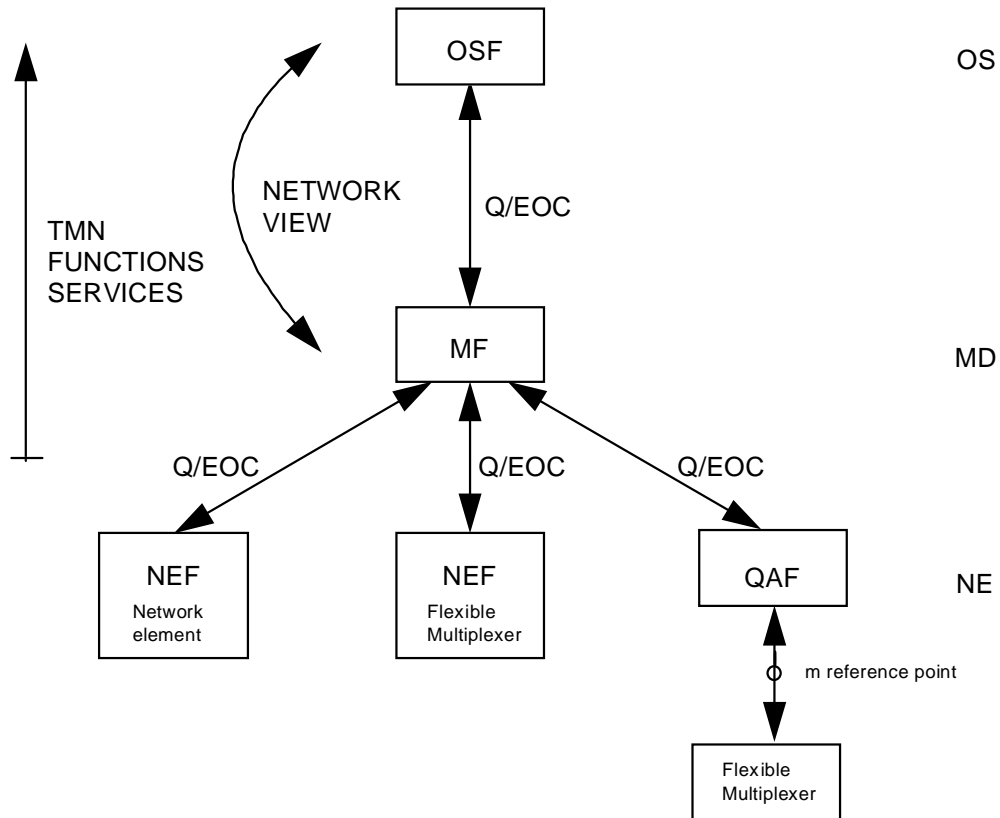 OSF
OS
NETWORK
VIEW
Q/EOC
TMN
FUNCTIONS
SERVICES
MF
MD
Q/EOC
Q/EOC
Q/EOC
NEF
Network
element
NEF
Flexible
Multiplexer
QAF
NE
m reference point
Flexible
Multiplexer